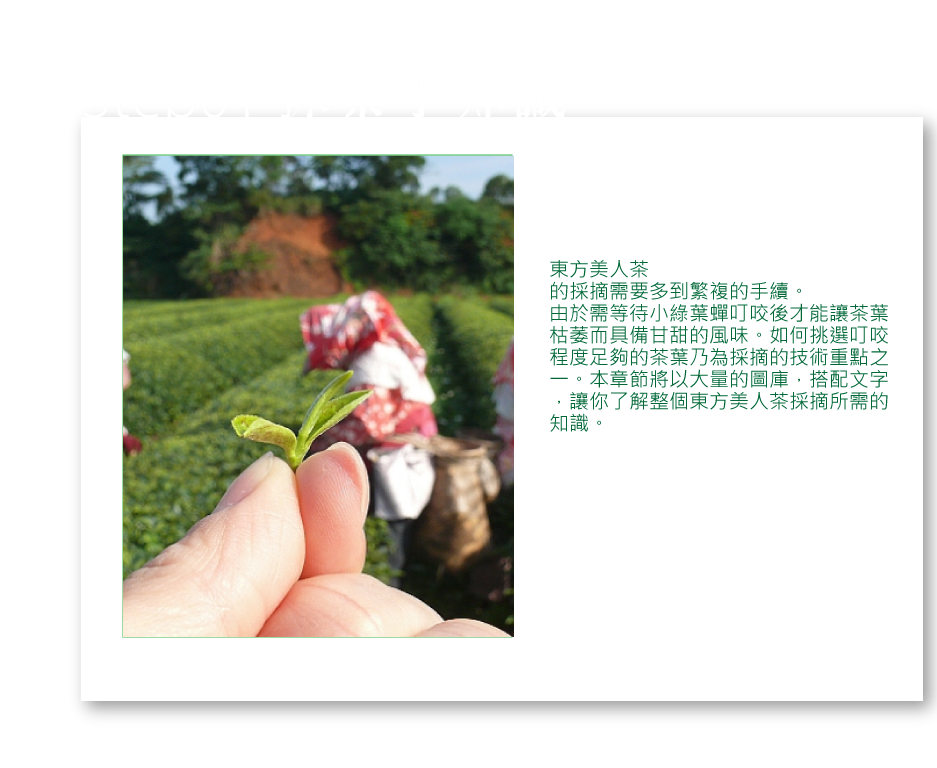 東方美人茶
的採摘需要多到繁複的手續。
由於需等待小綠葉蟬叮咬後才能讓茶葉
枯萎而具備甘甜的風味。如何挑選叮咬
程度足夠的茶葉乃為採摘的技術重點之
一。本章節將以大量的圖庫，搭配文字
，讓你了解整個東方美人茶採摘所需的
知識。